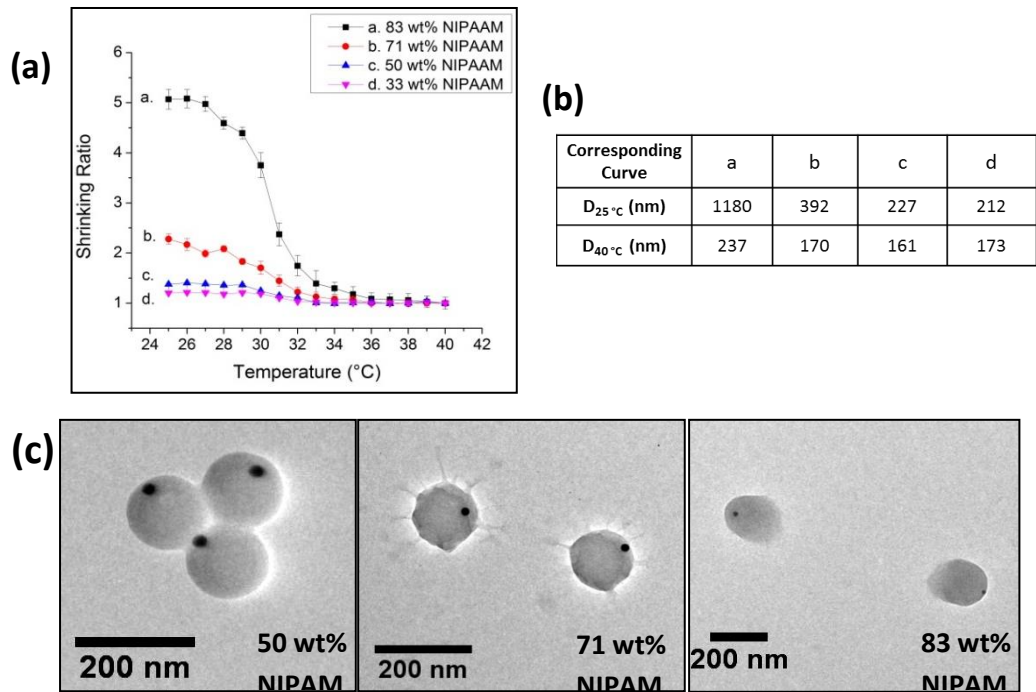 (a)
a. 83 wt% NIPAAM
b. 71 wt% NIPAAM
c. 50 wt% NIPAAM
d. 33 wt% NIPAAM
6
5
4
3
2
1
a.
b.
c.
d.
Shrinking Ratio
24 26 28 30 32 34 36 38 40 42
Temperature (°C)
(b)
Corresponding Curve a b c d
D25 °C (nm) 1180 392 227 212
D40 °C (nm) 237 170 161 173
(c)
200 nm
50 wt%
NIPAM
200 nm
71 wt%
NIPAM
200 nm
83 wt%
NIPAM